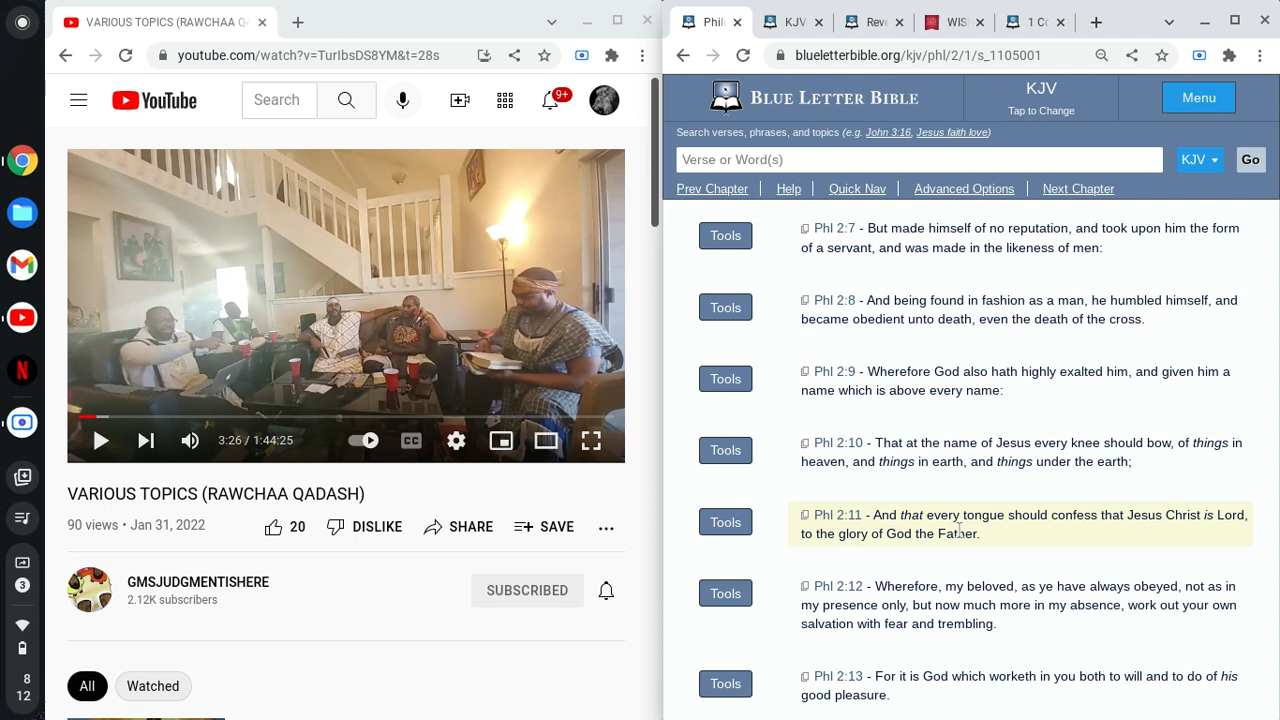 VARIOUS TOPICS (RAWCHAA Q
youtube.com/watch?v=TurIbsDS8YM&t=28s
YouTube
Search
9+
3:26 / 1:44:25
CC
VARIOUS TOPICS (RAWCHAA QADASH)
90 views • Jan 31, 2022
20
DISLIKE
SHARE
SAVE
GMSJUDGMENTISHERE
2.12K subscribers
SUBSCRIBED
All
Watched
3
8
12
Phil
KJV
Reve
WIS
1 Co
blueletterbible.org/kjv/phl/2/1/s_1105001
BLUE LETTER BIBLE
KJV
Tap to Change
Menu
Search verses, phrases, and topics (e.g. John 3:16, Jesus faith love)
Verse or Word(s)
KJV
Go
Prev Chapter
Help
Quick Nav
Advanced Options
Next Chapter
Tools
Phl 2:7 - But made himself of no reputation, and took upon him the form
of a servant, and was made in the likeness of men:
Tools
Phl 2:8 - And being found in fashion as a man, he humbled himself, and
became obedient unto death, even the death of the cross.
Tools
Phl 2:9 - Wherefore God also hath highly exalted him, and given him a
name which is above every name:
Tools
Phl 2:10 - That at the name of Jesus every knee should bow, of things in
heaven, and things in earth, and things under the earth;
Tools
Phl 2:11 - And that every tongue should confess that Jesus Christ is Lord,
to the glory of God the Father.
Tools
Phl 2:12 - Wherefore, my beloved, as ye have always obeyed, not as in
my presence only, but now much more in my absence, work out your own
salvation with fear and trembling.
Tools
Phl 2:13 - For it is God which worketh in you both to will and to do of his
good pleasure.